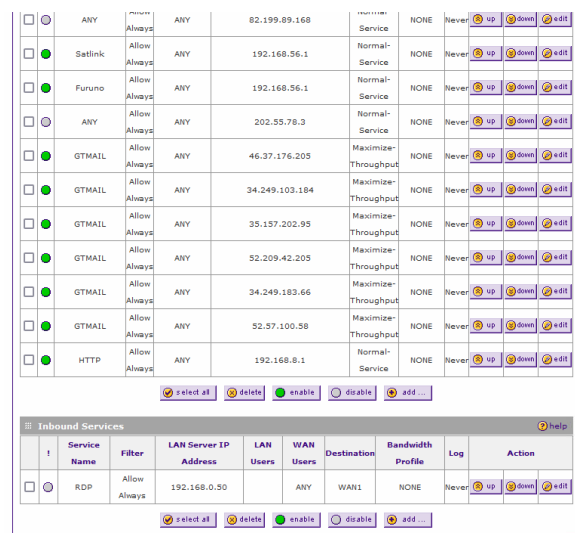 Allow Normal-
ANY ANY 82.199.89.168 NONE Never up down edit
Always Service
Allow Normal-
Satlink ANY 192.168.56.1 NONE Never up down edit
Always Service
Allow Normal-
Furuno ANY 192.168.56.1 NONE Never up down edit
Always Service
Allow Normal-
ANY ANY 202.55.78.3 NONE Never up down edit
Always Service
Allow Maximize-
GTMAIL ANY 46.37.176.205 NONE Never up down edit
Always Throughput
Allow Maximize-
GTMAIL ANY 34.249.103.184 NONE Never up down edit
Always Throughput
Allow Maximize-
GTMAIL ANY 35.157.202.95 NONE Never up down edit
Always Throughput
Allow Maximize-
GTMAIL ANY 52.209.42.205 NONE Never up down edit
Always Throughput
Allow Maximize-
GTMAIL ANY 34.249.183.66 NONE Never up down edit
Always Throughput
Allow Maximize-
GTMAIL ANY 52.57.100.58 NONE Never up down edit
Always Throughput
Allow Normal-
HTTP ANY 192.168.8.1 NONE Never up down edit
Always Service
select all delete enable disable add ...
Inbound Services ? help
Service LAN Server IP LAN WAN Bandwidth
! Filter Destination Log Action
Name Address Users Users Profile
Allow
RDP 192.168.0.50 ANY WAN1 NONE Never up down edit
Always
select all delete enable disable add ...